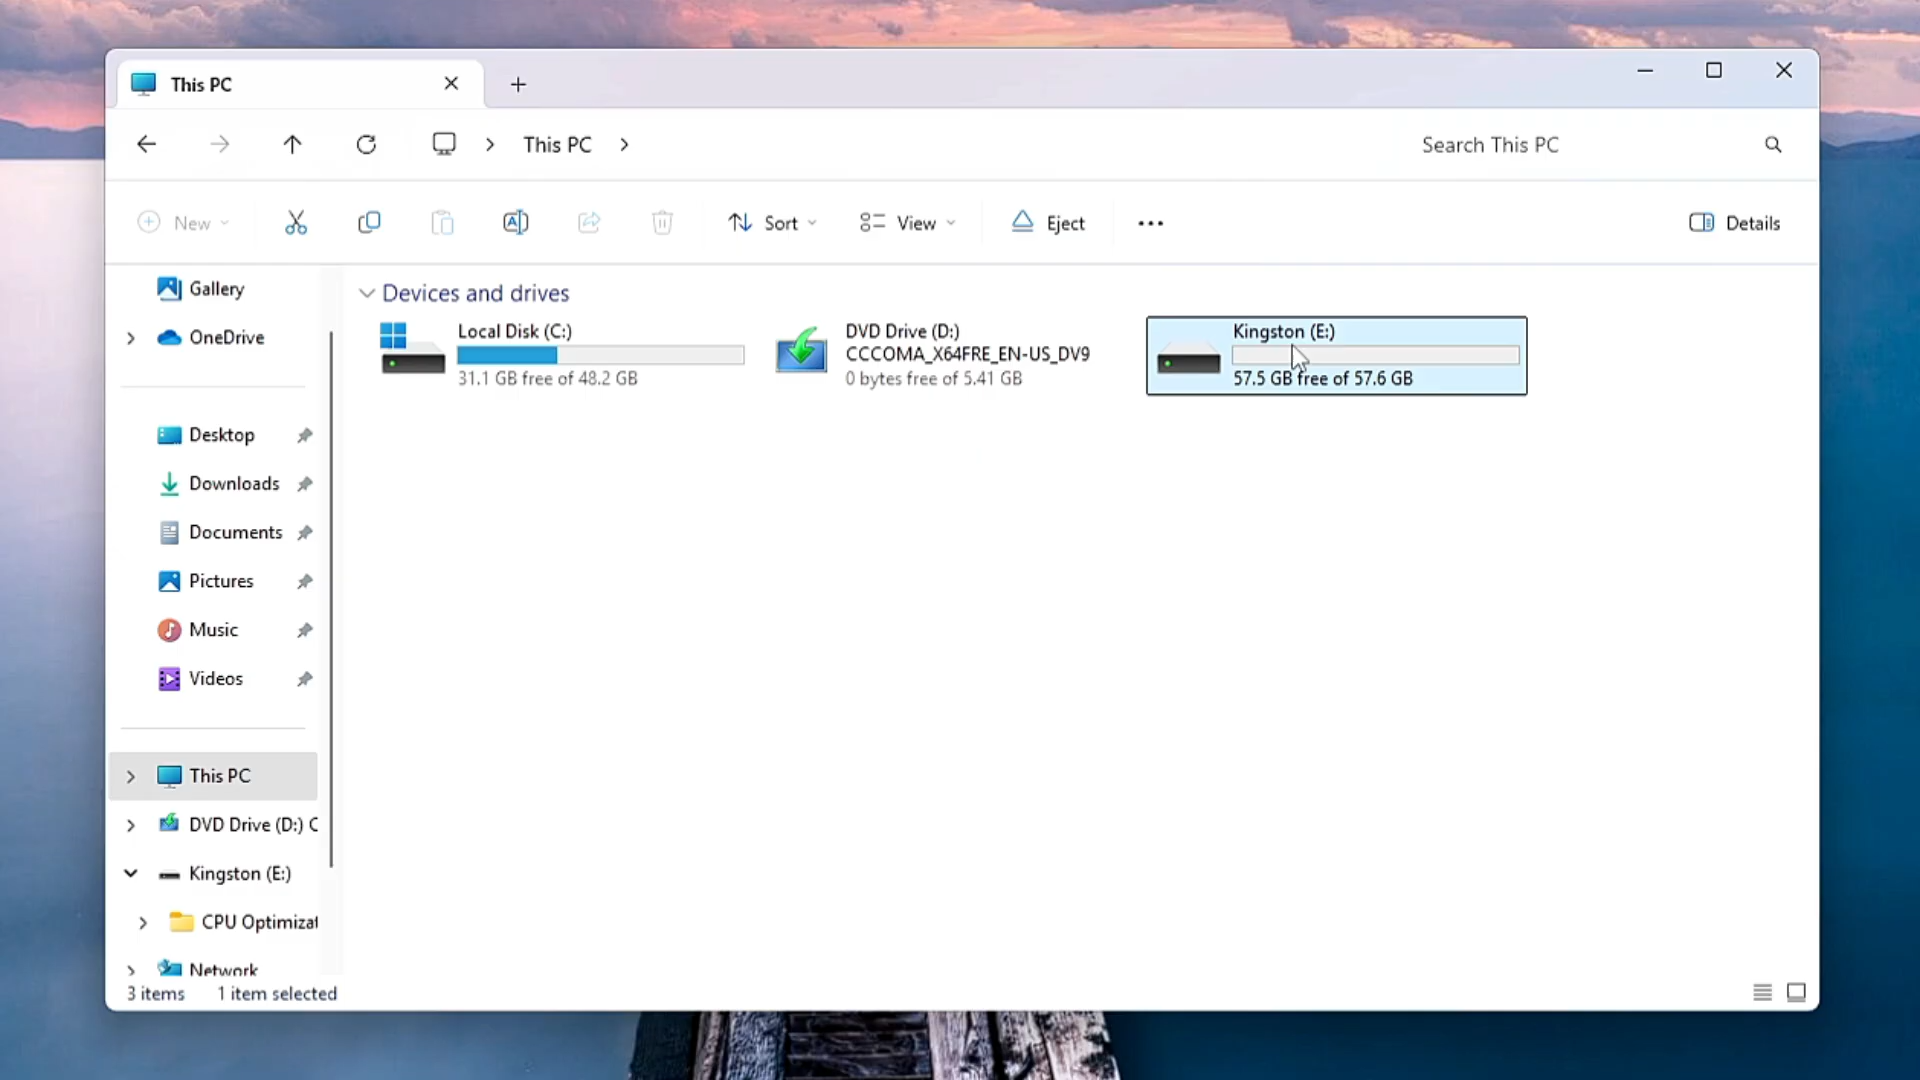 This PC
This PC
Search This PC
New
Sort
View
Eject
Details
Gallery
OneDrive
Desktop
Downloads
Documents
Pictures
Music
Videos
This PC
DVD Drive (D:) C
Kingston (E:)
CPU Optimizat
Network
Devices and drives
Local Disk (C:)
31.1 GB free of 48.2 GB
DVD Drive (D:)
CCCOMA_X64FRE_EN-US_DV9
0 bytes free of 5.41 GB
Kingston (E:)
57.5 GB free of 57.6 GB
3 items 1 item selected